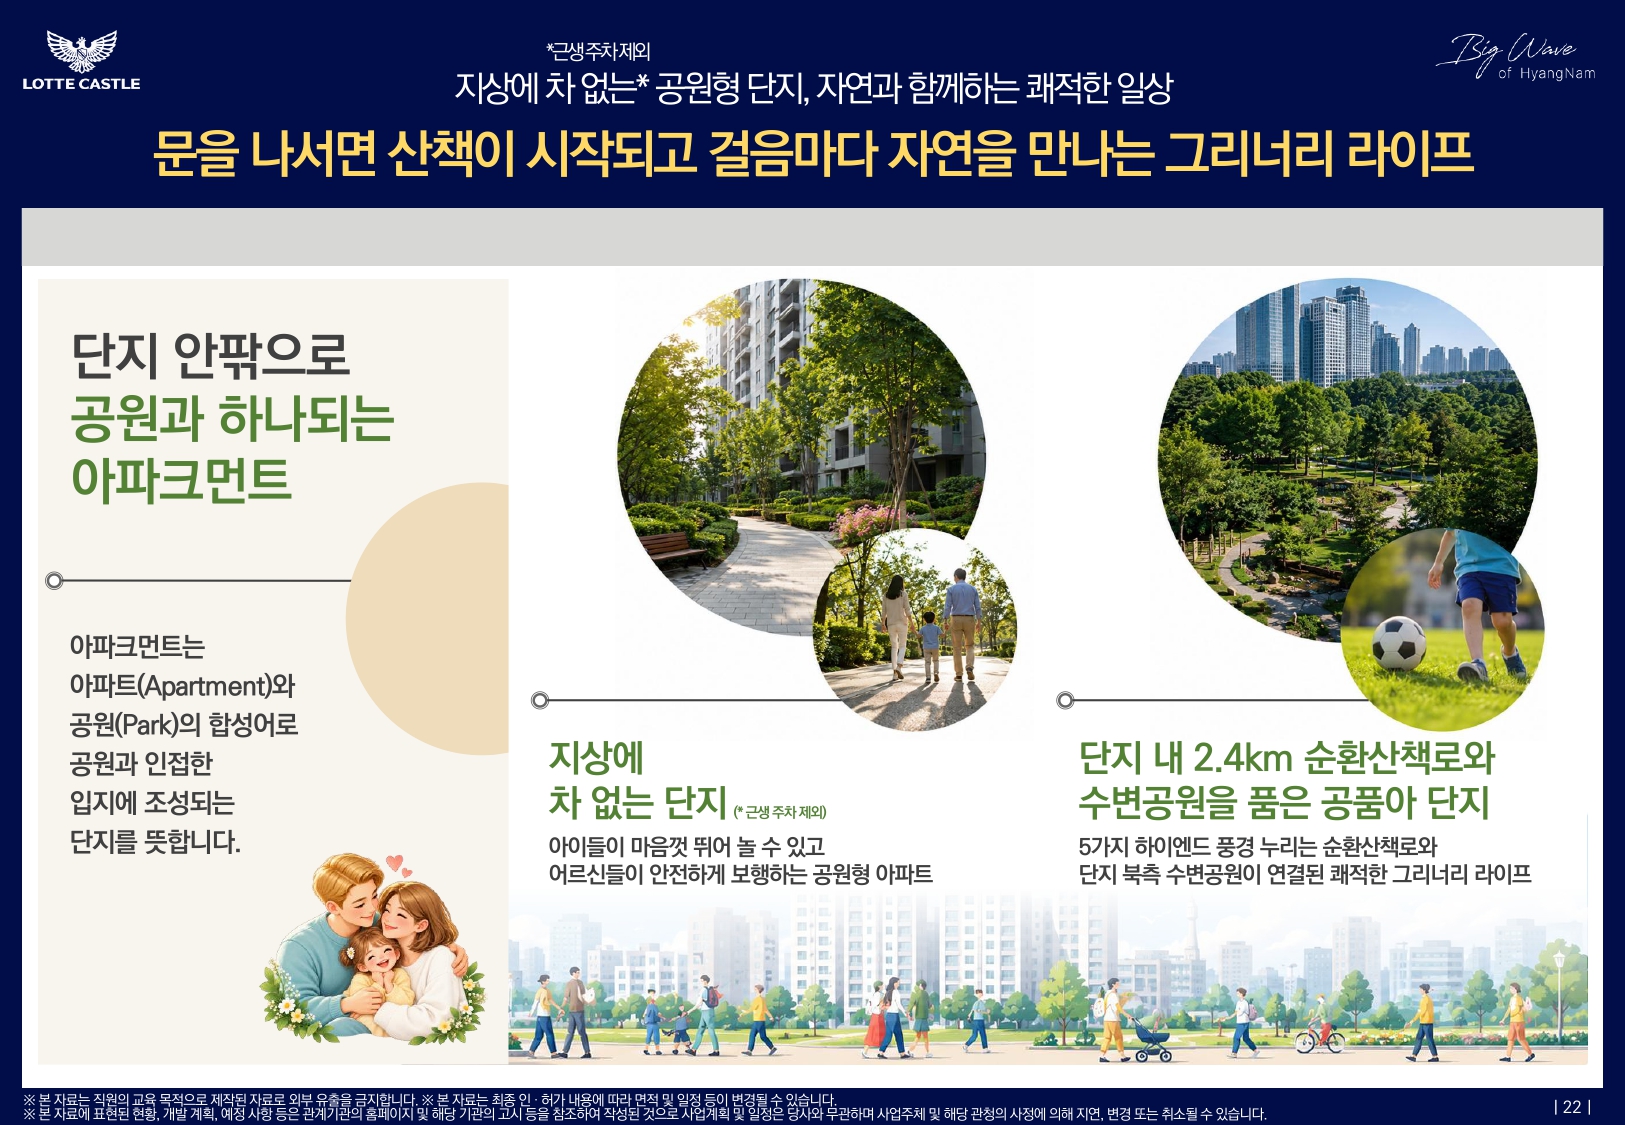 LOTTE CASTLE
*근생 주차 제외
지상에 차 없는* 공원형 단지, 자연과 함께하는 쾌적한 일상
Big Wave
of HyangNam
문을 나서면 산책이 시작되고 걸음마다 자연을 만나는 그리너리 라이프
단지 안팎으로
공원과 하나되는
아파크먼트
아파크먼트는
아파트(Apartment)와
공원(Park)의 합성어로
공원과 인접한
입지에 조성되는
단지를 뜻합니다.
지상에
차 없는 단지 (* 근생 주차 제외)
아이들이 마음껏 뛰어 놀 수 있고
어르신들이 안전하게 보행하는 공원형 아파트
단지 내 2.4km 순환산책로와
수변공원을 품은 공품아 단지
5가지 하이엔드 풍경 누리는 순환산책로와
단지 북측 수변공원이 연결된 쾌적한 그리너리 라이프
※ 본 자료는 직원의 교육 목적으로 제작된 자료로 외부 유출을 금지합니다. ※ 본 자료는 최종 인 · 허가 내용에 따라 면적 및 일정 등이 변경될 수 있습니다.
※ 본 자료에 표현된 현황, 개발 계획, 예정 사항 등은 관계기관의 홈페이지 및 해당 기관의 고시 등을 참조하여 작성된 것으로 사업계획 및 일정은 당사와 무관하며 사업주체 및 해당 관청의 사정에 의해 지연, 변경 또는 취소될 수 있습니다.
| 22 |